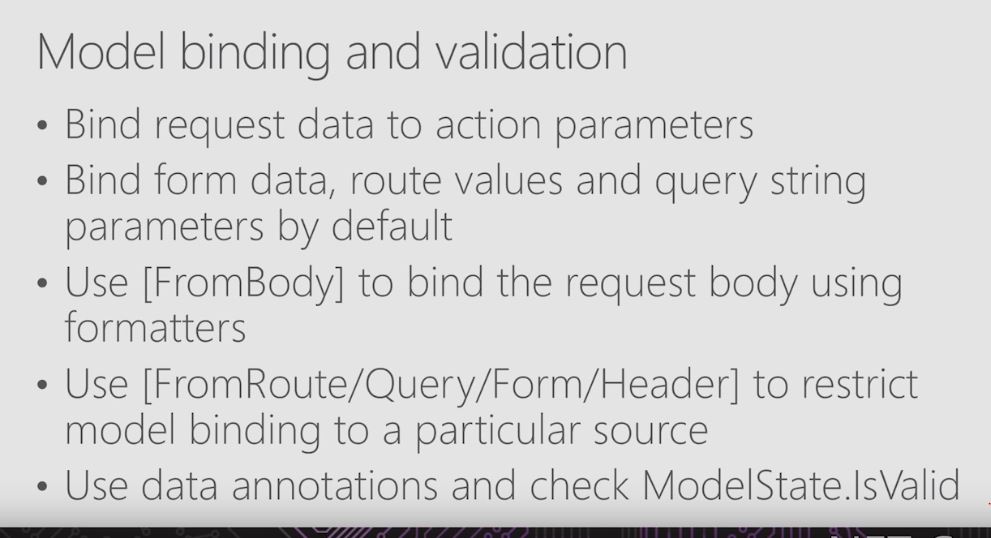 Model binding and validation
• Bind request data to action parameters
• Bind form data, route values and query string
parameters by default
• Use [FromBody] to bind the request body using
formatters
• Use [FromRoute/Query/Form/Header] to restrict
model binding to a particular source
• Use data annotations and check ModelState.IsValid